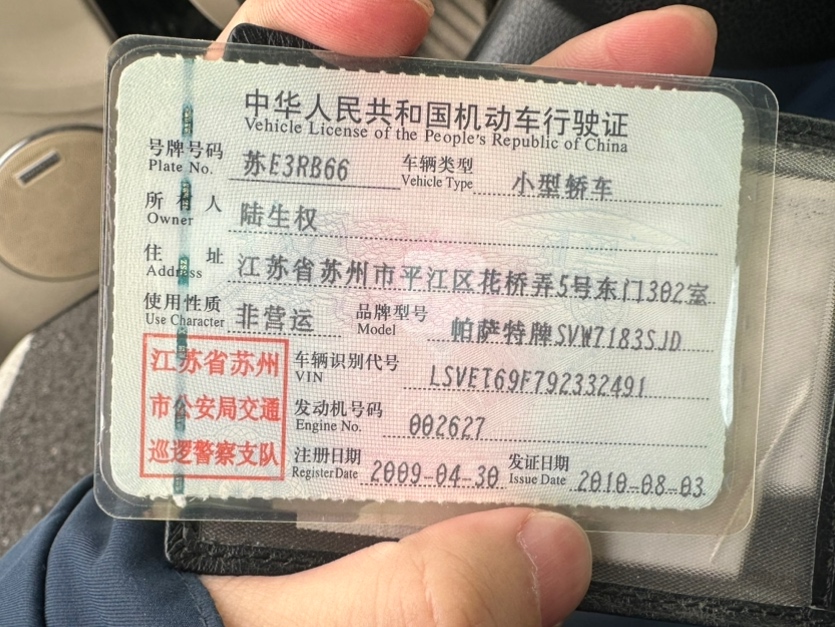 中华人民共和国机动车行驶证
Vehicle License of the People's Republic of China
号牌号码 苏E3RB66 车辆类型 小型轿车
Plate No. Vehicle Type
所有人 陆生权
Owner
住址 江苏省苏州市平江区花桥弄5号东门302室
Address
使用性质 非营运 品牌型号 帕萨特牌SVW7183SJD
Use Character Model
江苏省苏州
市公安局交通
巡逻警察支队
车辆识别代号 LSVET69F792332491
VIN
发动机号码 002627
Engine No.
注册日期 2009-04-30 发证日期 2010-08-03
Register Date Issue Date